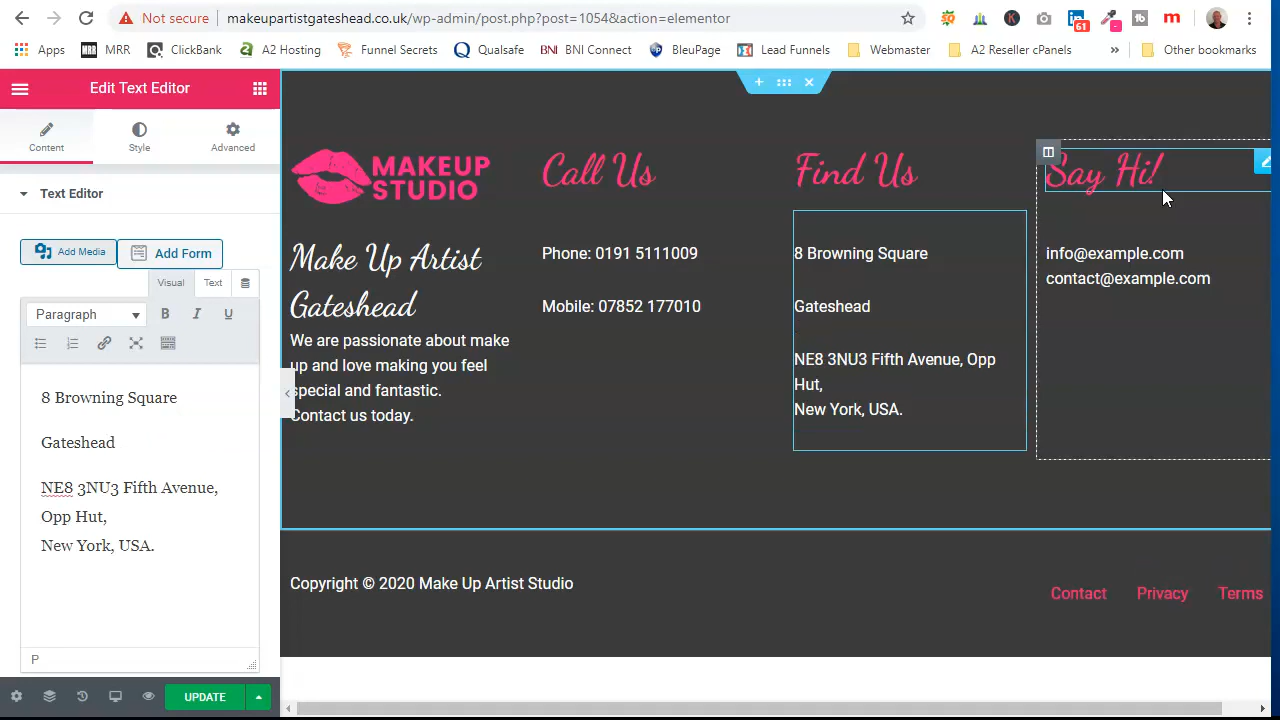 Not secure
makeupartistgateshead.co.uk/wp-admin/post.php?post=1054&action=elementor
61
Apps
MRR
ClickBank
A2 Hosting
Funnel Secrets
Qualsafe
BNI
BNI Connect
BleuPage
Lead Funnels
Webmaster
A2 Reseller cPanels
Other bookmarks
Edit Text Editor
Content
Style
Advanced
Text Editor
Add Media
Add Form
Visual
Text
Paragraph
B
I
U
8 Browning Square
Gateshead
NE8 3NU3 Fifth Avenue,
Opp Hut,
New York, USA.
P
UPDATE
MAKEUP
STUDIO
Make Up Artist
Gateshead
We are passionate about make
up and love making you feel
special and fantastic.
Contact us today.
Call Us
Phone: 0191 5111009
Mobile: 07852 177010
Find Us
8 Browning Square
Gateshead
NE8 3NU3 Fifth Avenue, Opp
Hut,
New York, USA.
Say Hi!
info@example.com
contact@example.com
Copyright © 2020 Make Up Artist Studio
Contact
Privacy
Terms